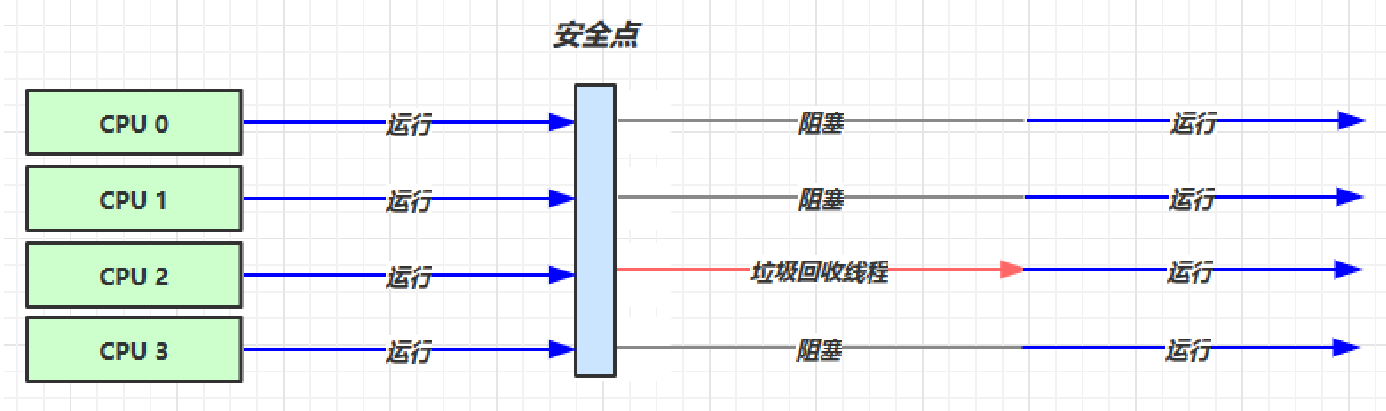 安全点
CPU 0 运行 阻塞 运行
CPU 1 运行 阻塞 运行
CPU 2 运行 垃圾回收线程 运行
CPU 3 运行 阻塞 运行